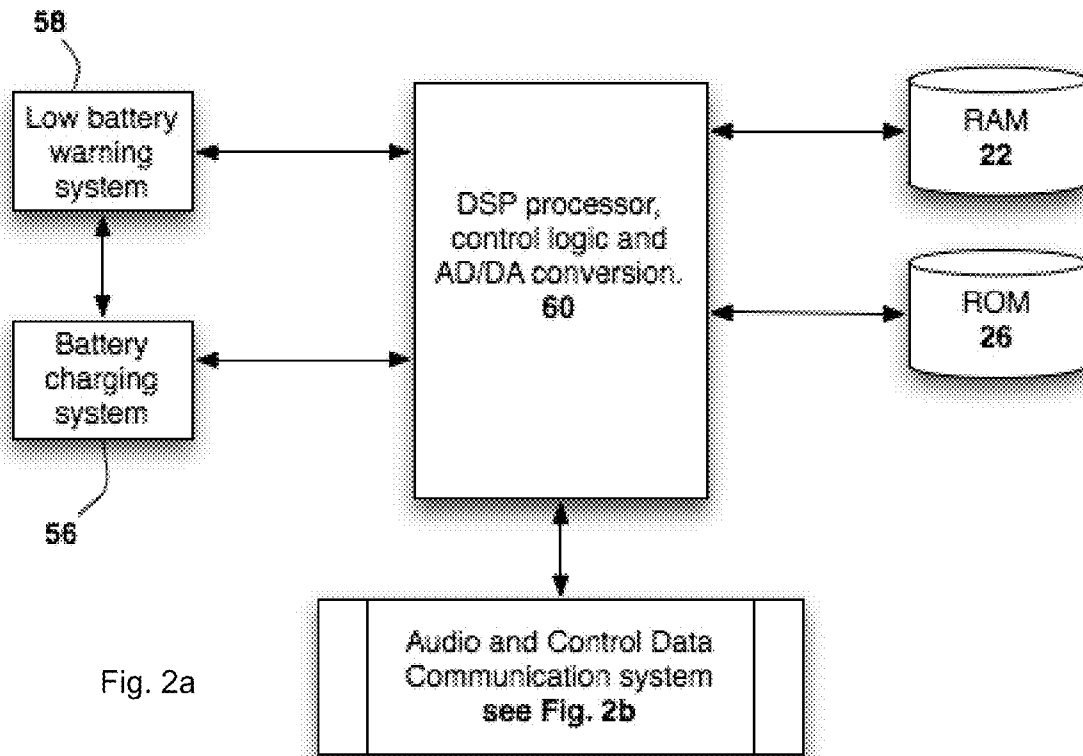 58
Low battery
warning
system
Battery
charging
system
56
DSP processor,
control logic and
AD/DA conversion.
60
RAM
22
ROM
26
Audio and Control Data
Communication system
see Fig. 2b
Fig. 2a